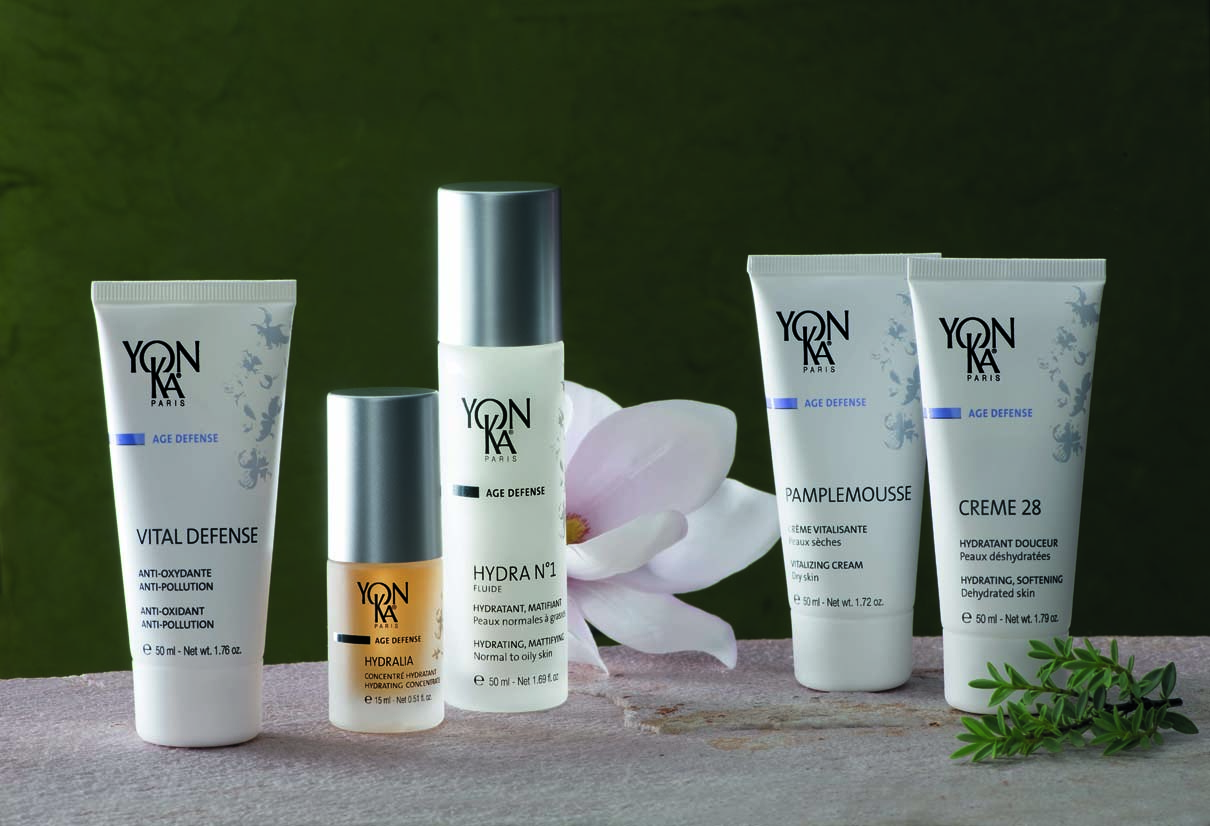 YON
KA®
PARIS
AGE DEFENSE
VITAL DEFENSE
ANTI-OXYDANTE
ANTI-POLLUTION
ANTI-OXIDANT
ANTI-POLLUTION
e 50 ml - Net wt. 1.76 oz.
YON
KA®
PARIS
AGE DEFENSE
HYDRALIA
CONCENTRÉ HYDRATANT
HYDRATING CONCENTRATE
e 15 ml - Net 0.51 fl. oz.
YON
KA®
PARIS
AGE DEFENSE
HYDRA N°1
FLUIDE
HYDRATANT, MATIFIANT
Peaux normales à grasses
HYDRATING, MATTIFYING
Normal to oily skin
e 50 ml - Net 1.69 fl. oz.
YON
KA®
PARIS
AGE DEFENSE
PAMPLEMOUSSE
CRÈME VITALISANTE
Peaux sèches
VITALIZING CREAM
Dry skin
e 50 ml - Net wt. 1.72 oz.
YON
KA®
PARIS
AGE DEFENSE
CREME 28
HYDRATANT DOUCEUR
Peaux déshydratées
HYDRATING, SOFTENING
Dehydrated skin
e 50 ml - Net wt. 1.79 oz.